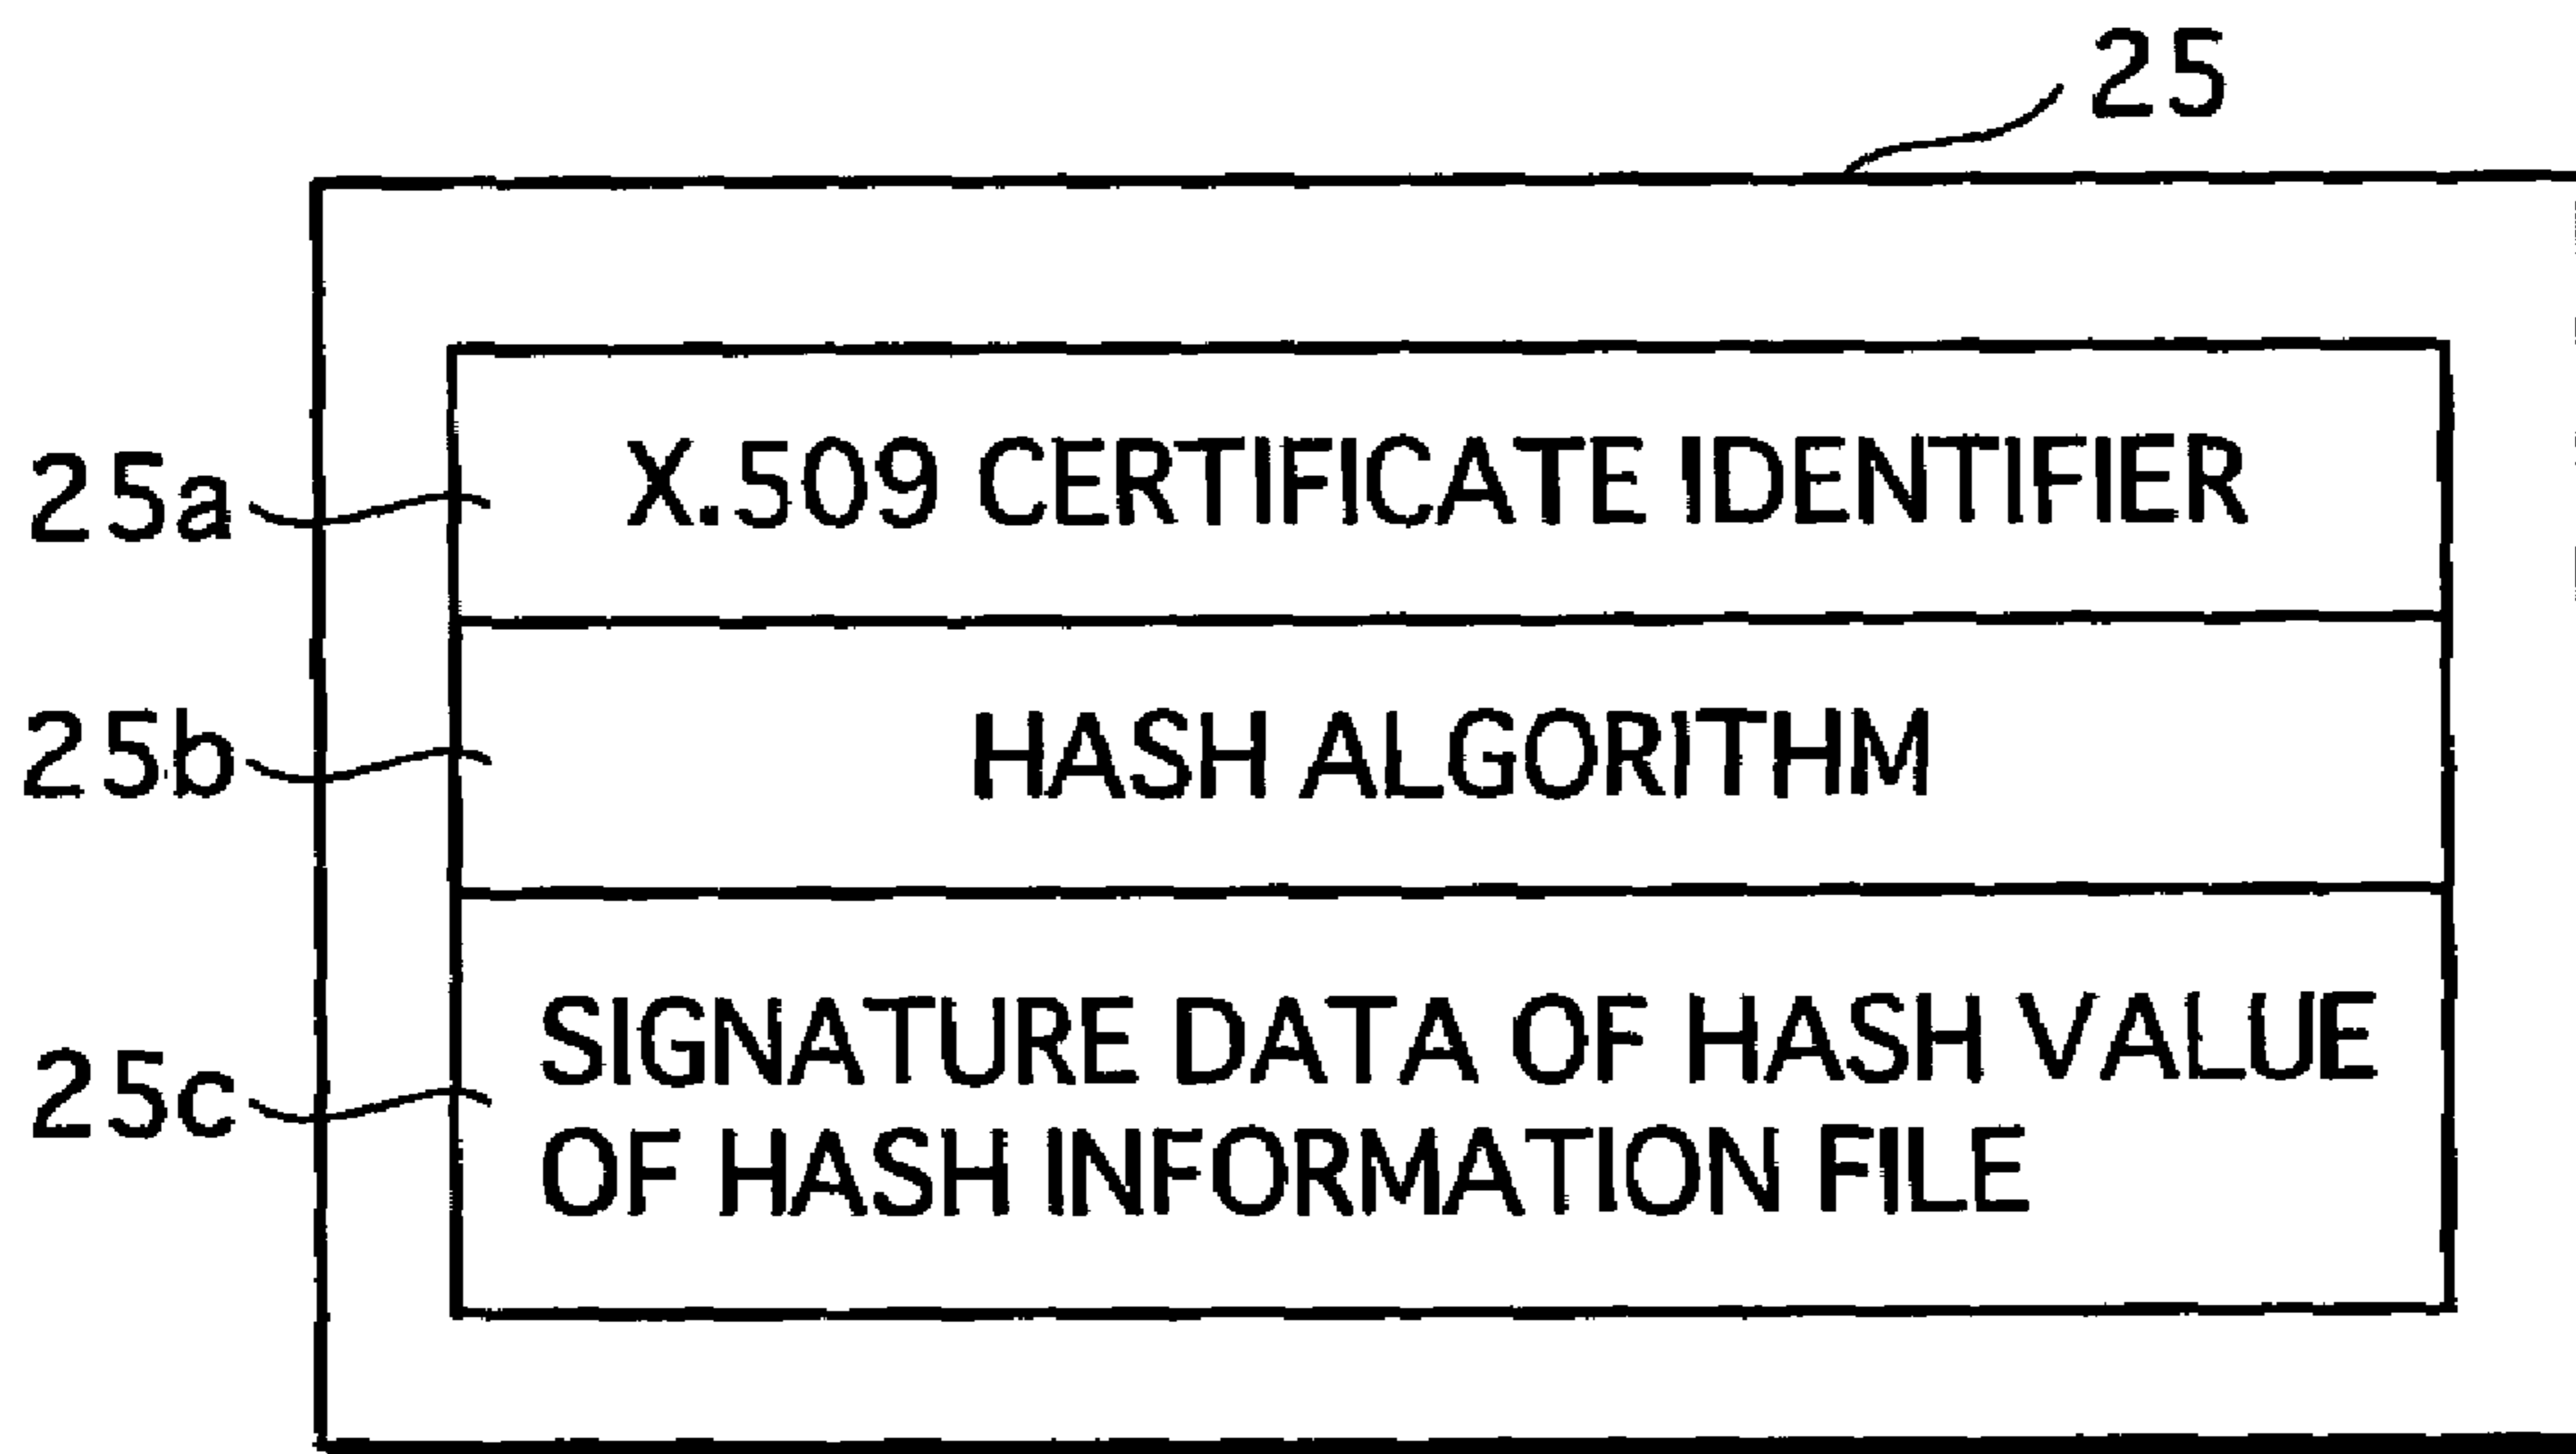 25
25a X.509 CERTIFICATE IDENTIFIER
25b HASH ALGORITHM
25c SIGNATURE DATA OF HASH VALUE
OF HASH INFORMATION FILE